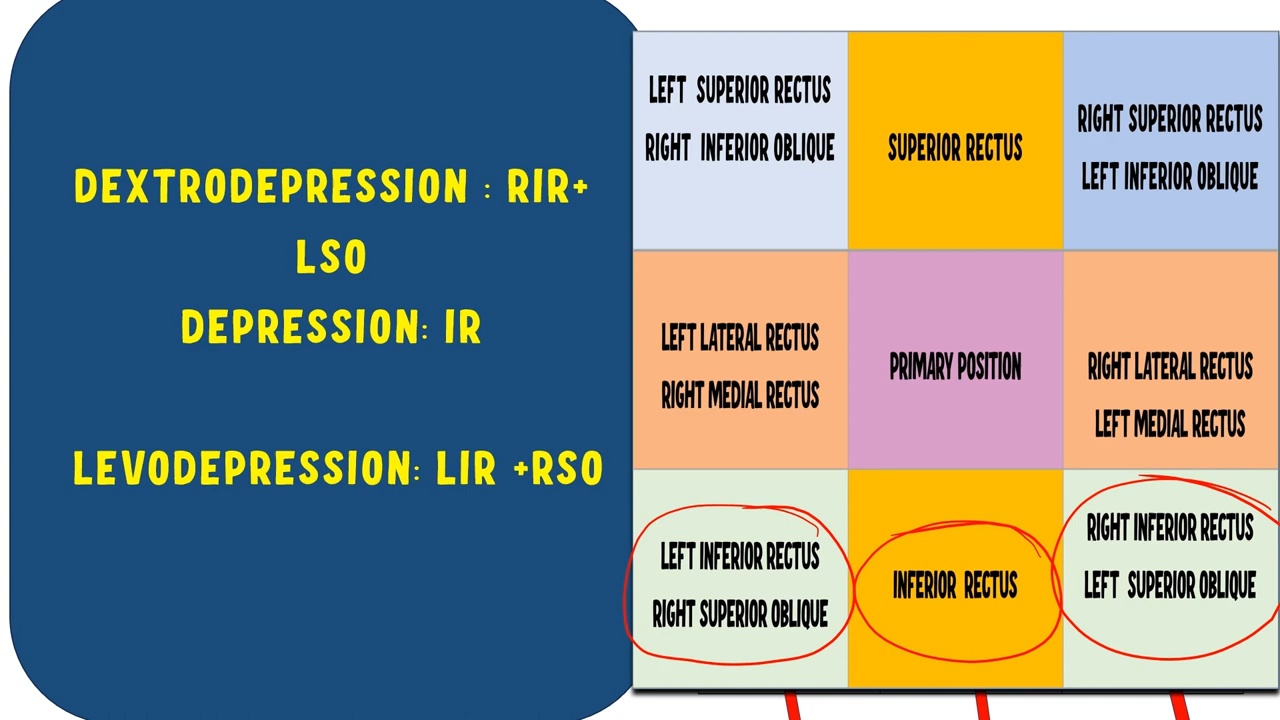 DEXTRODEPRESSION : RIR+
LSO
DEPRESSION: IR
LEVODEPRESSION: LIR +RSO
LEFT SUPERIOR RECTUS
RIGHT INFERIOR OBLIQUE
SUPERIOR RECTUS
RIGHT SUPERIOR RECTUS
LEFT INFERIOR OBLIQUE
LEFT LATERAL RECTUS
RIGHT MEDIAL RECTUS
PRIMARY POSITION
RIGHT LATERAL RECTUS
LEFT MEDIAL RECTUS
LEFT INFERIOR RECTUS
RIGHT SUPERIOR OBLIQUE
INFERIOR RECTUS
RIGHT INFERIOR RECTUS
LEFT SUPERIOR OBLIQUE